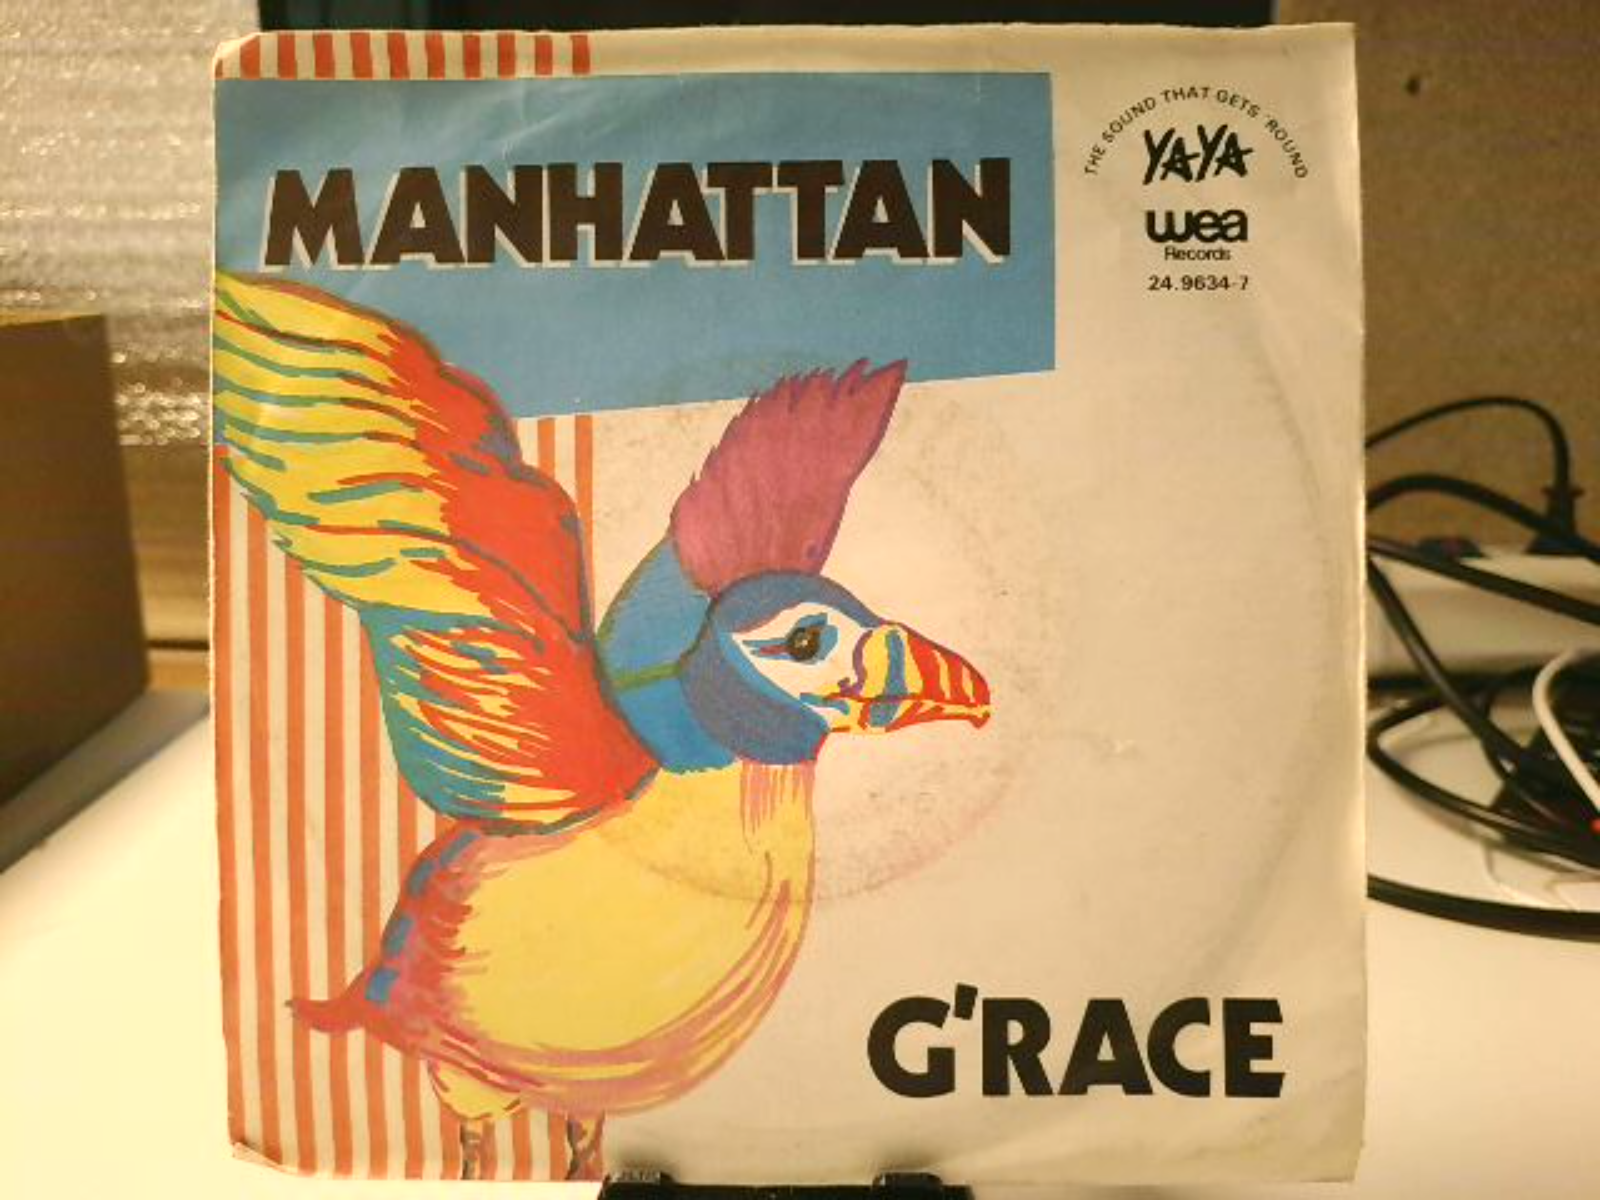 MANHATTAN
THE SOUND THAT GETS 'ROUND
YAYA
wea
Records
24.9634-7
G'RACE